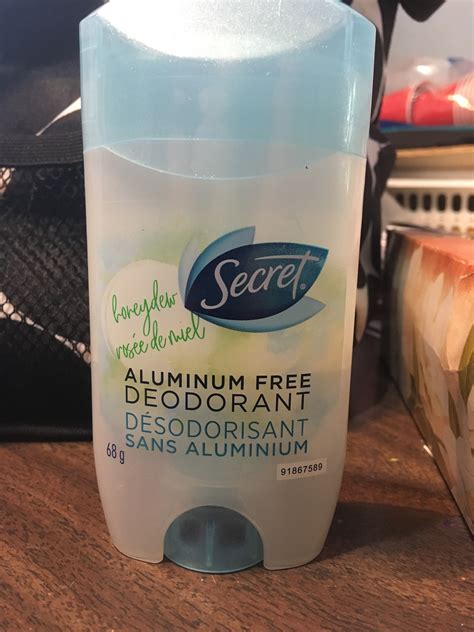 Secret®
honeydew
rosée de miel
ALUMINUM FREE
DEODORANT
DÉSODORISANT
SANS ALUMINIUM
68 g
91867589